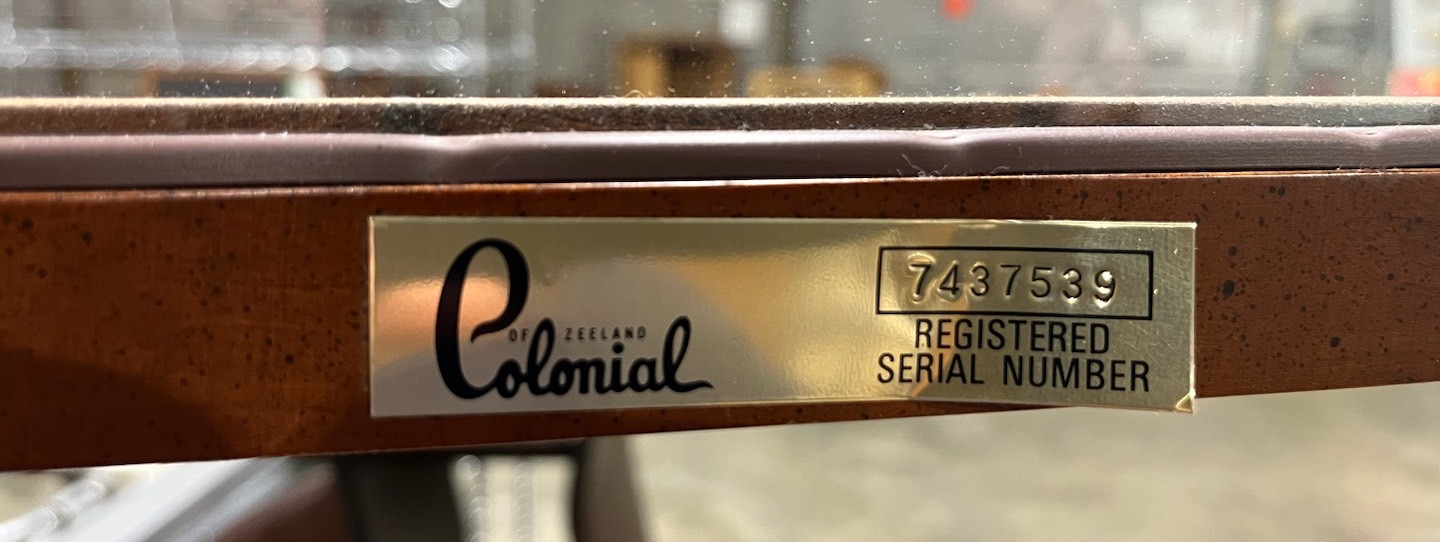 OF ZEELAND
Colonial
7437539
REGISTERED
SERIAL NUMBER